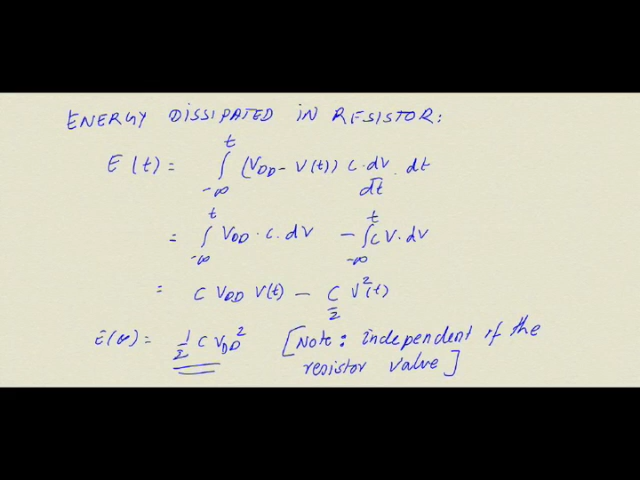 ENERGY DISSIPATED IN RESISTOR:
E(t) = ∫_{-∞}^{t} (V_DD - V(t)) C·dv/dt · dt
= ∫_{-∞}^{t} V_DD · C · dV - ∫_{-∞}^{t} C V· dV
= C V_DD V(t) - C/2 V²(t)
E(∞) = 1/2 C V_DD² [Note: independent of the
resistor value]